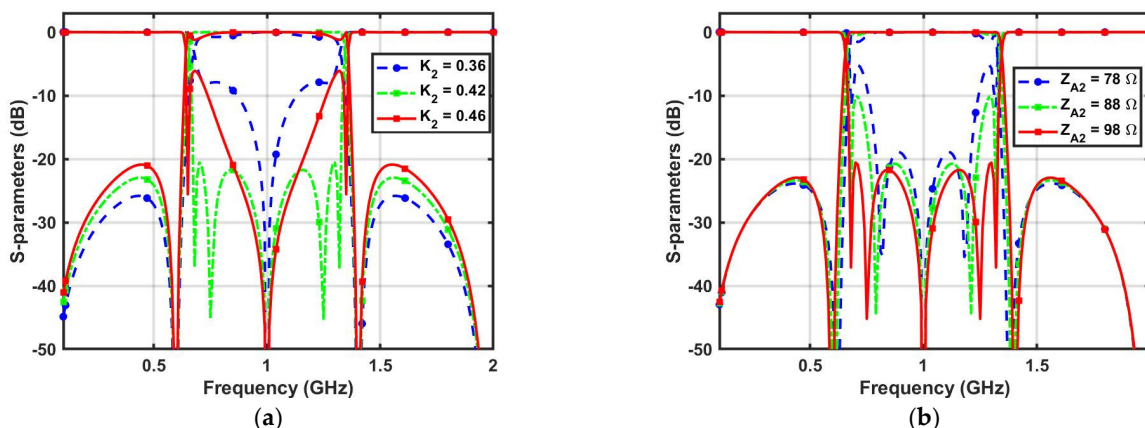 S-parameters (dB)
0
-10
-20
-30
-40
-50
0.5
1
1.5
2
Frequency (GHz)
K2 = 0.36
K2 = 0.42
K2 = 0.46
(a)
S-parameters (dB)
0
-10
-20
-30
-40
-50
0.5
1
1.5
Frequency (GHz)
ZA2 = 78 Ω
ZA2 = 88 Ω
ZA2 = 98 Ω
(b)